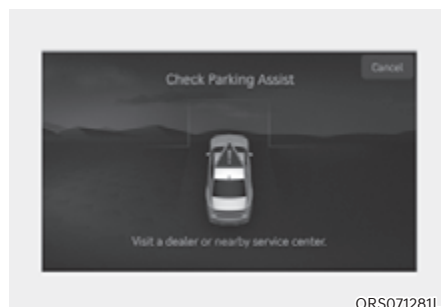 Cancel
Check Parking Assist
Visit a dealer or nearby service center.
ORS071281L